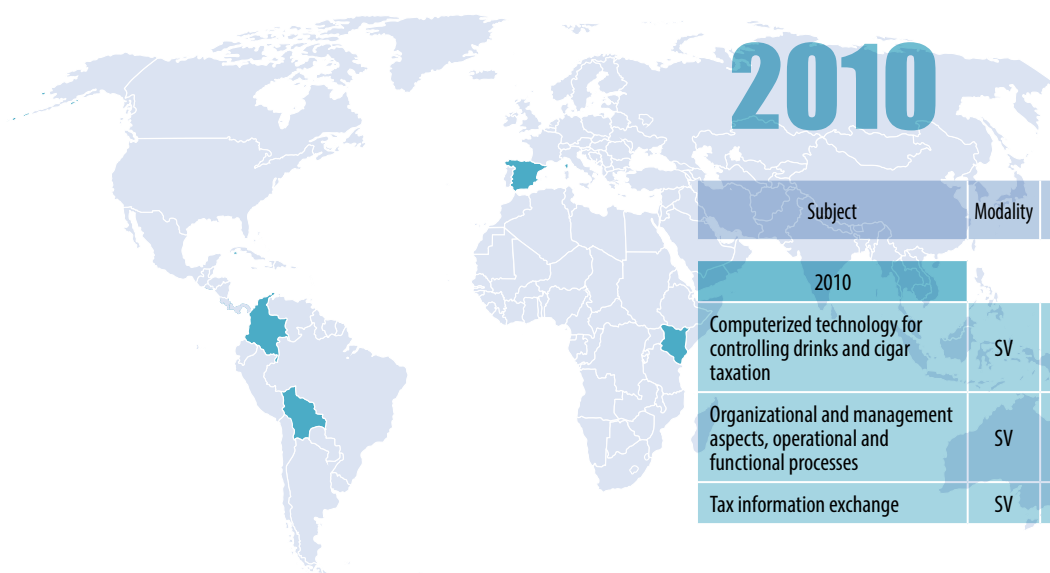 2010
Subject Modality
2010
Computerized technology for
controlling drinks and cigar
taxation
SV
Organizational and management
aspects, operational and
functional processes
SV
Tax information exchange SV